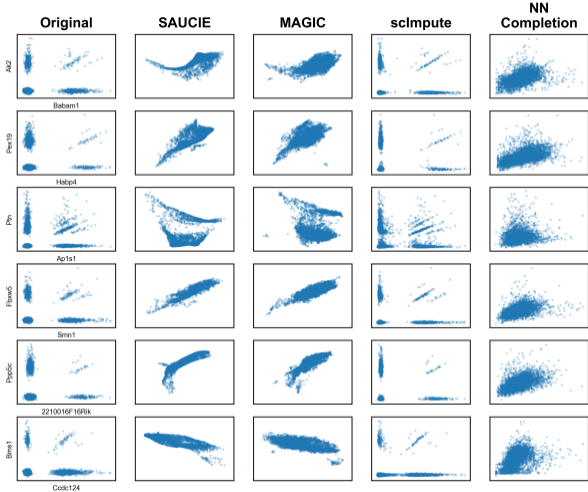 Original SAUCIE MAGIC scImpute NN Completion
Ak2
Babam1
Pex19
Habp4
Ptn
Ap1s1
Fbxw5
Smn1
Ppp5c
2210016F16Rik
Bms1
Ccdc124